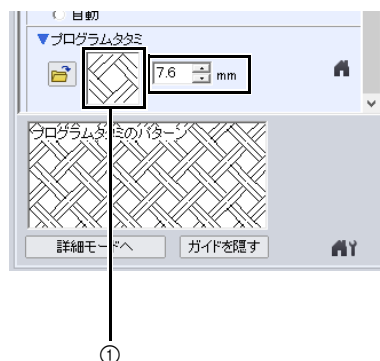 自動
▼プログラムタタミ
7.6 mm
プログラムタタミのパターン
詳細モードへ ガイドを隠す
①